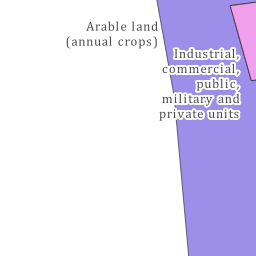 Arable land
(annual crops)
Industrial,
commercial,
public,
military and
private units